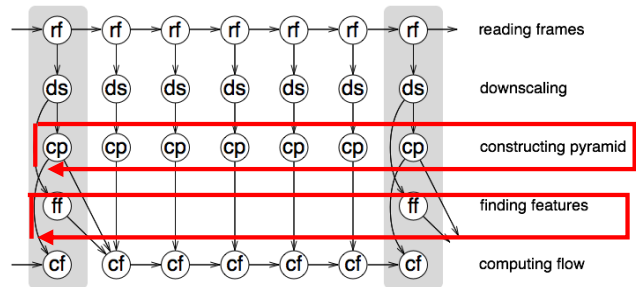 rf rf rf rf rf rf rf reading frames
ds ds ds ds ds ds ds downscaling
cp cp cp cp cp cp cp constructing pyramid
ff ff finding features
cf cf cf cf cf cf cf computing flow